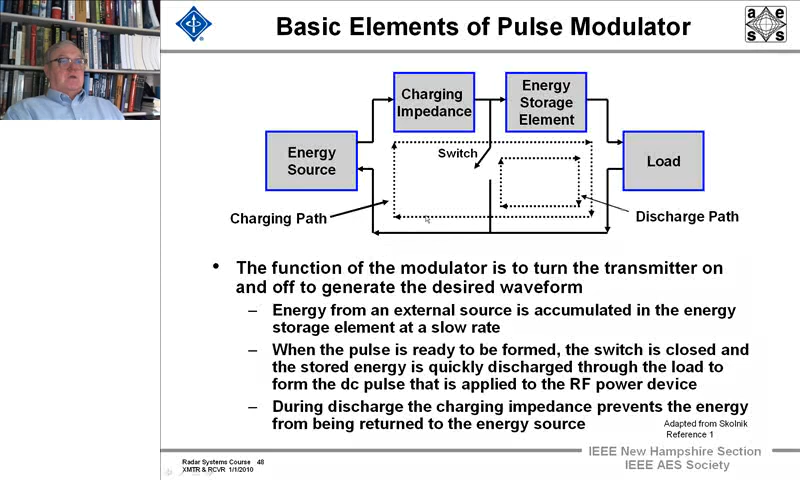 Basic Elements of Pulse Modulator
a e
s s
Charging
Impedance
Energy
Storage
Element
Energy
Source
Switch
Load
Charging Path
Discharge Path
• The function of the modulator is to turn the transmitter on
and off to generate the desired waveform
– Energy from an external source is accumulated in the energy
storage element at a slow rate
– When the pulse is ready to be formed, the switch is closed and
the stored energy is quickly discharged through the load to
form the dc pulse that is applied to the RF power device
– During discharge the charging impedance prevents the energy
from being returned to the energy source
Adapted from Skolnik
Reference 1
Radar Systems Course 48
XMTR & RCVR 1/1/2010
IEEE New Hampshire Section
IEEE AES Society